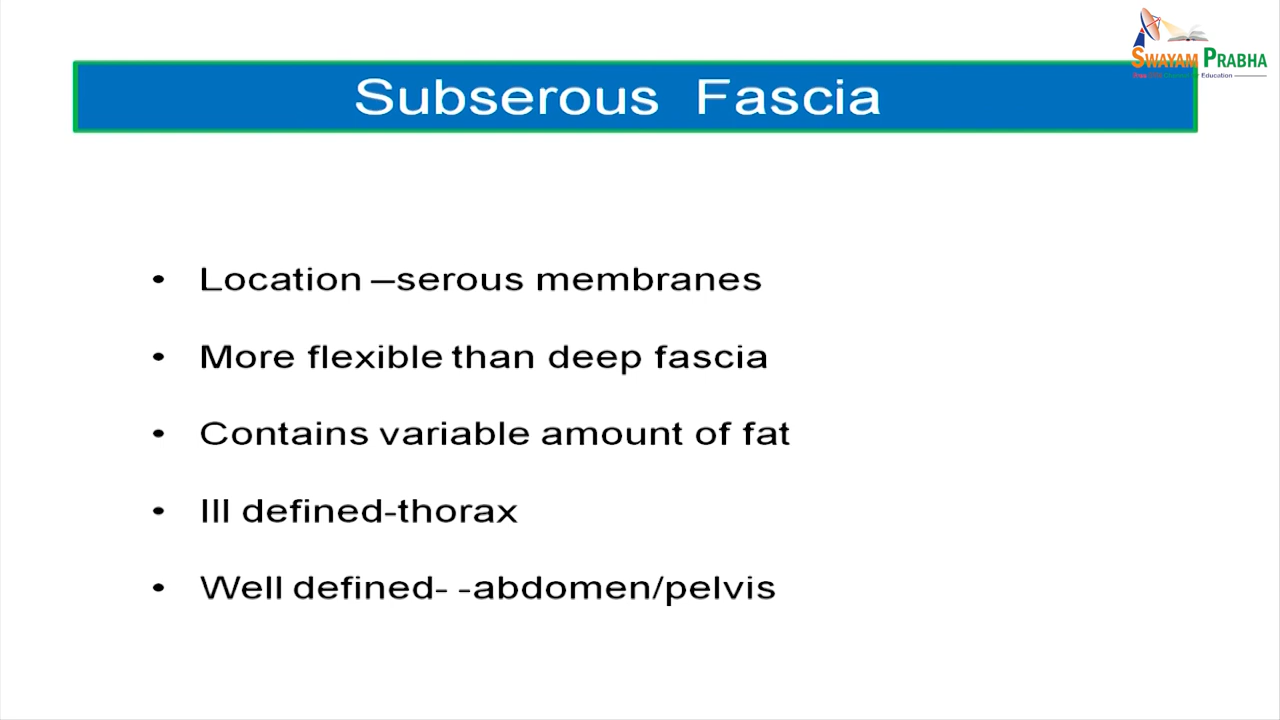 SWAYAM PRABHA
Subserous Fascia
• Location –serous membranes
• More flexible than deep fascia
• Contains variable amount of fat
• Ill defined-thorax
• Well defined- -abdomen/pelvis